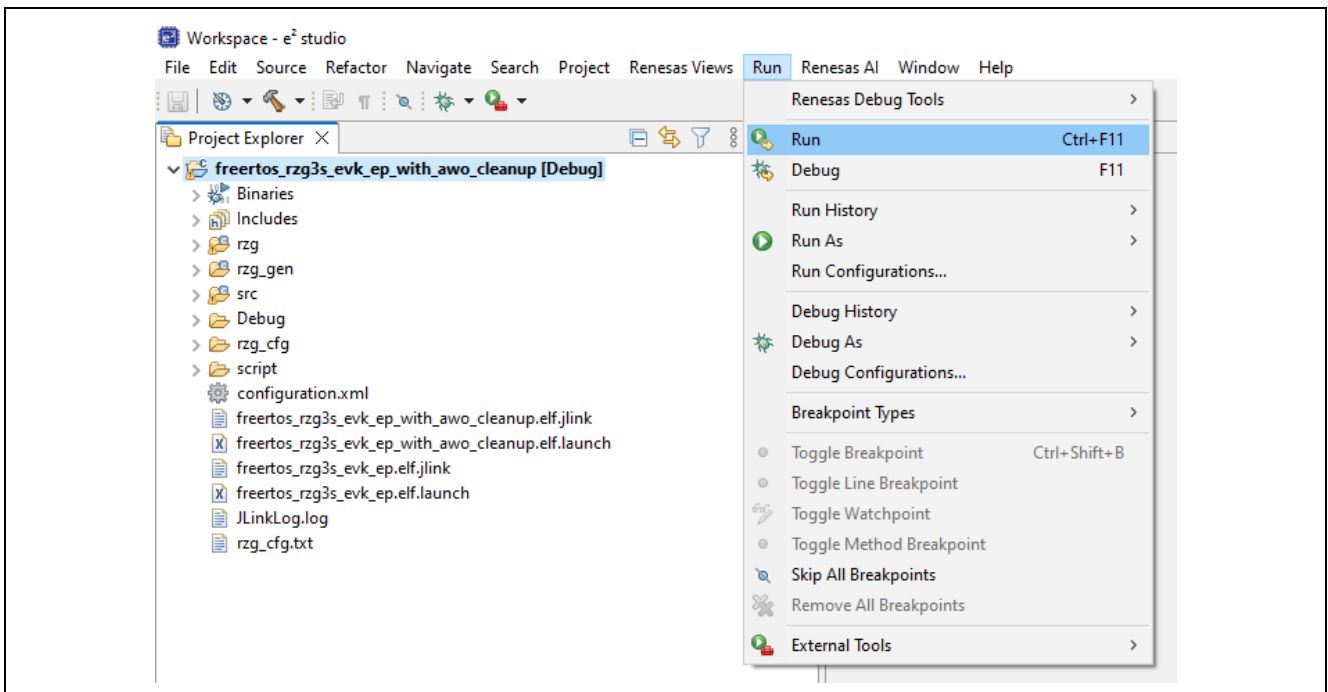 Workspace - e² studio
File Edit Source Refactor Navigate Search Project Renesas Views Run Renesas AI Window Help
Project Explorer
freertos_rzg3s_evk_ep_with_awo_cleanup [Debug]
Binaries
Includes
rzg
rzg_gen
src
Debug
rzg_cfg
script
configuration.xml
freertos_rzg3s_evk_ep_with_awo_cleanup.elf.jlink
freertos_rzg3s_evk_ep_with_awo_cleanup.elf.launch
freertos_rzg3s_evk_ep.elf.jlink
freertos_rzg3s_evk_ep.elf.launch
JLinkLog.log
rzg_cfg.txt
Renesas Debug Tools
Run Ctrl+F11
Debug F11
Run History
Run As
Run Configurations...
Debug History
Debug As
Debug Configurations...
Breakpoint Types
Toggle Breakpoint Ctrl+Shift+B
Toggle Line Breakpoint
Toggle Watchpoint
Toggle Method Breakpoint
Skip All Breakpoints
Remove All Breakpoints
External Tools